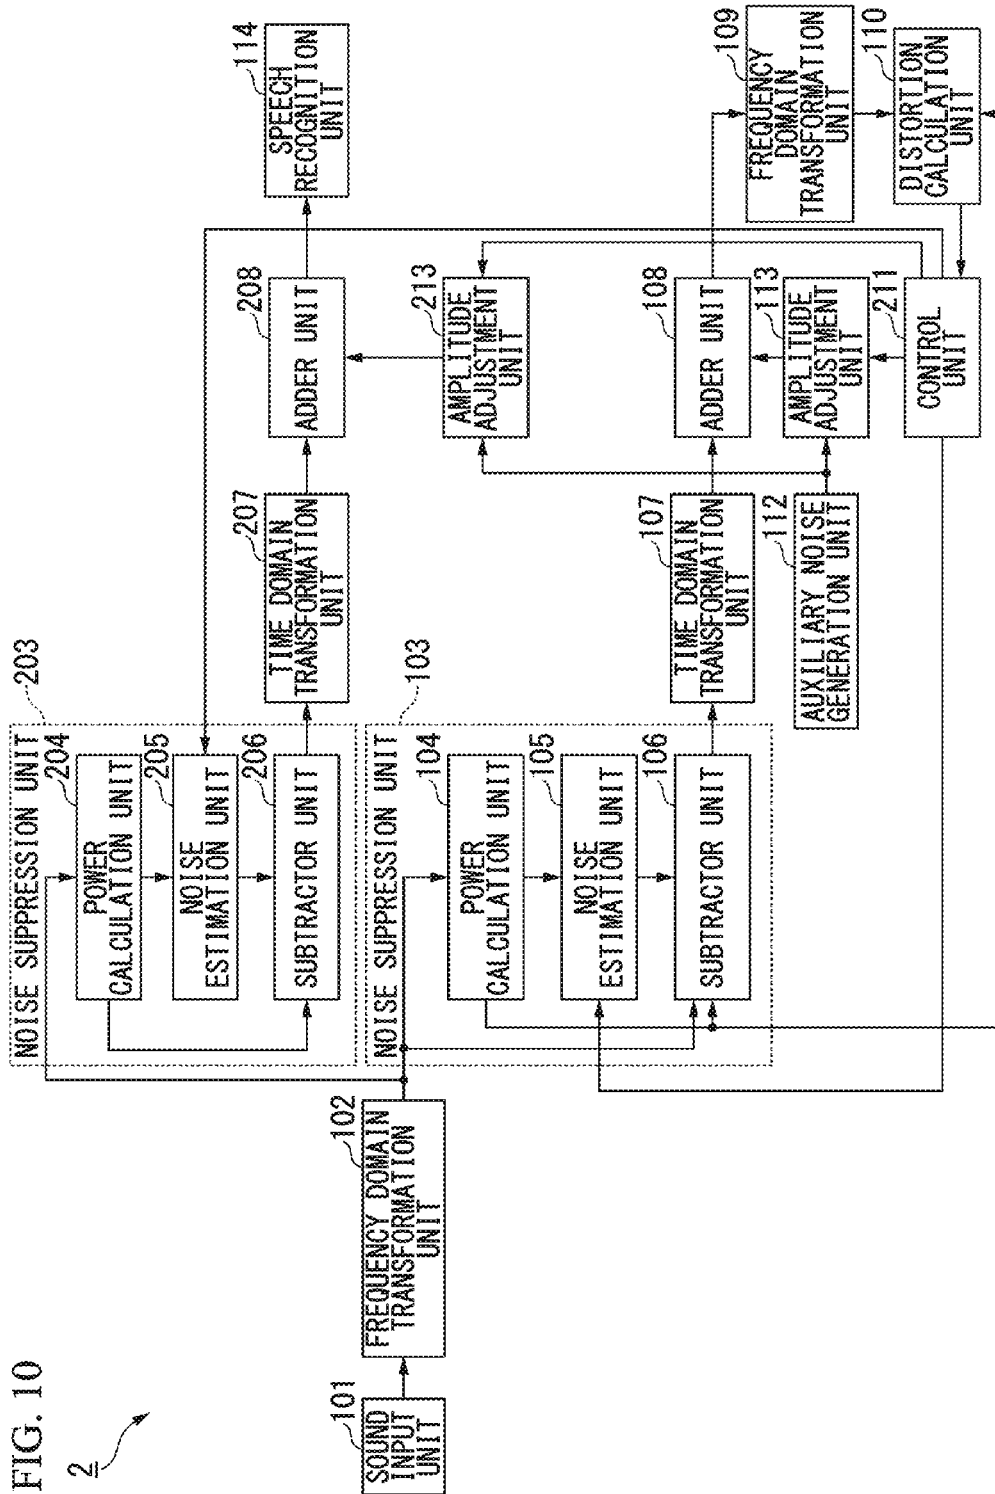 FIG. 10
2
101
SOUND
INPUT
UNIT
102
FREQUENCY DOMAIN
TRANSFORMATION
UNIT
203
NOISE SUPPRESSION UNIT
204
POWER
CALCULATION UNIT
205
NOISE
ESTIMATION UNIT
206
SUBTRACTOR UNIT
103
NOISE SUPPRESSION UNIT
104
POWER
CALCULATION UNIT
105
NOISE
ESTIMATION UNIT
106
SUBTRACTOR UNIT
207
TIME DOMAIN
TRANSFORMATION
UNIT
107
TIME DOMAIN
TRANSFORMATION
UNIT
112
AUXILIARY NOISE
GENERATION UNIT
208
ADDER UNIT
213
AMPLITUDE
ADJUSTMENT
UNIT
108
ADDER UNIT
113
AMPLITUDE
ADJUSTMENT
UNIT
211
CONTROL
UNIT
114
SPEECH
RECOGNITION
UNIT
109
FREQUENCY
DOMAIN
TRANSFORMATION
UNIT
110
DISTORTION
CALCULATION
UNIT